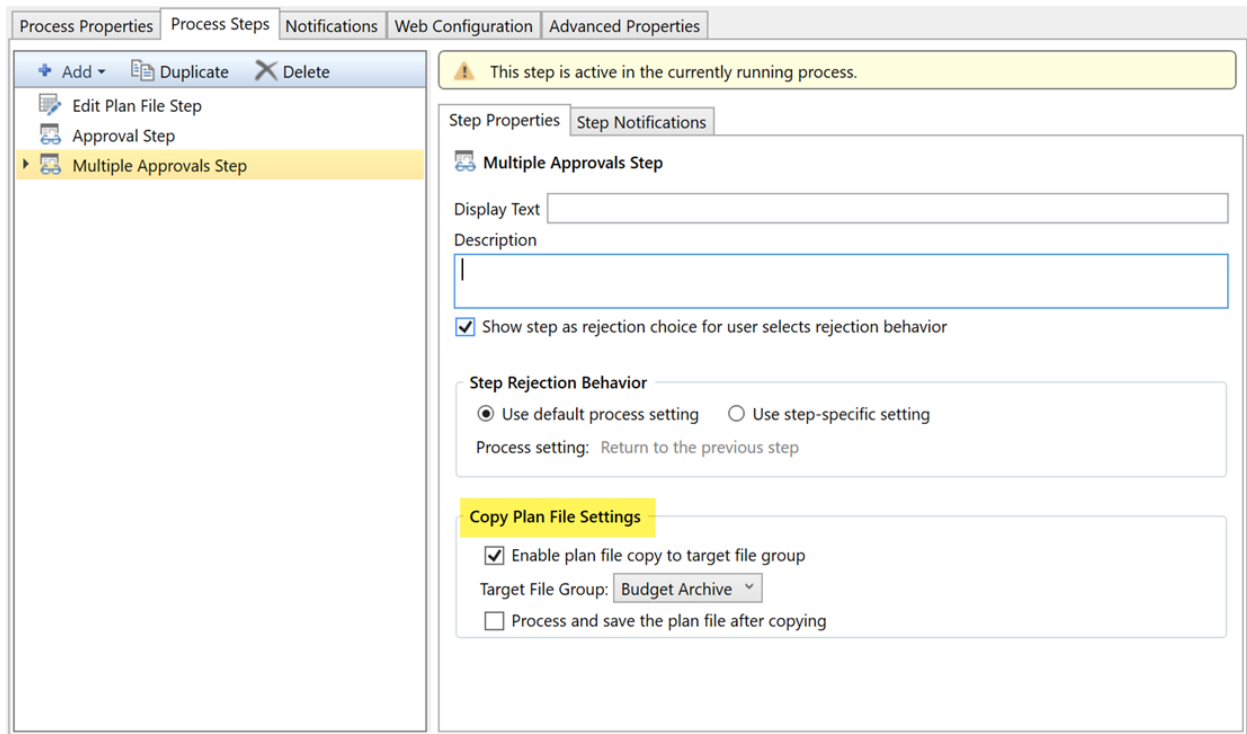 Process Properties Process Steps Notifications Web Configuration Advanced Properties
Add Duplicate Delete
Edit Plan File Step
Approval Step
Multiple Approvals Step
This step is active in the currently running process.
Step Properties Step Notifications
Multiple Approvals Step
Display Text
Description
Show step as rejection choice for user selects rejection behavior
Step Rejection Behavior
Use default process setting Use step-specific setting
Process setting: Return to the previous step
Copy Plan File Settings
Enable plan file copy to target file group
Target File Group: Budget Archive
Process and save the plan file after copying